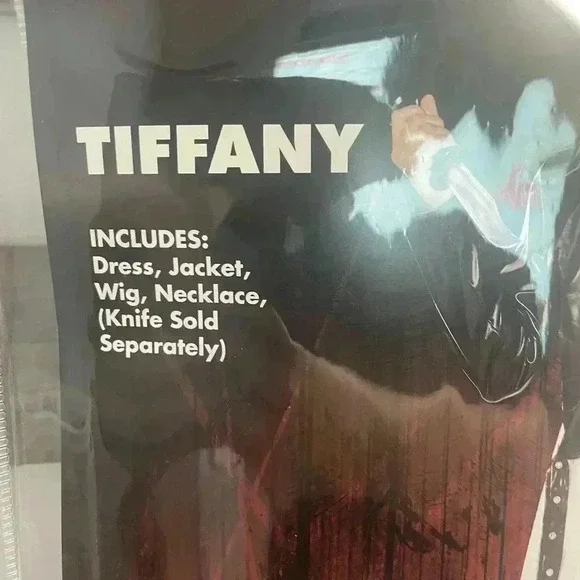 TIFFANY
INCLUDES:
Dress, Jacket,
Wig, Necklace,
(Knife Sold
Separately)